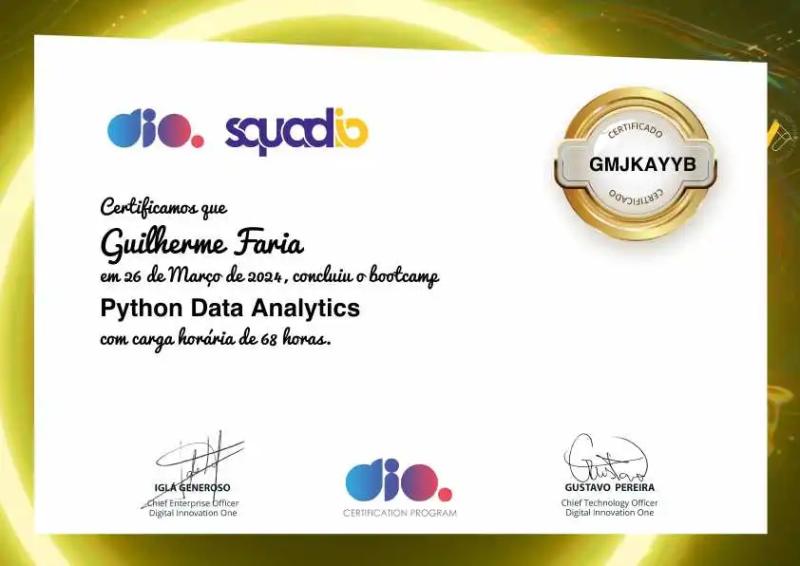 dio. squadio
CERTIFICADO
GMJKAYYB
CERTIFICADO
Certificamos que
Guilherme Faria
em 26 de Março de 2024, concluiu o bootcamp
Python Data Analytics
com carga horária de 68 horas.
IGLÁ GENEROSO
Chief Enterprise Officer
Digital Innovation One
dio.
CERTIFICATION PROGRAM
GUSTAVO PEREIRA
Chief Technology Officer
Digital Innovation One